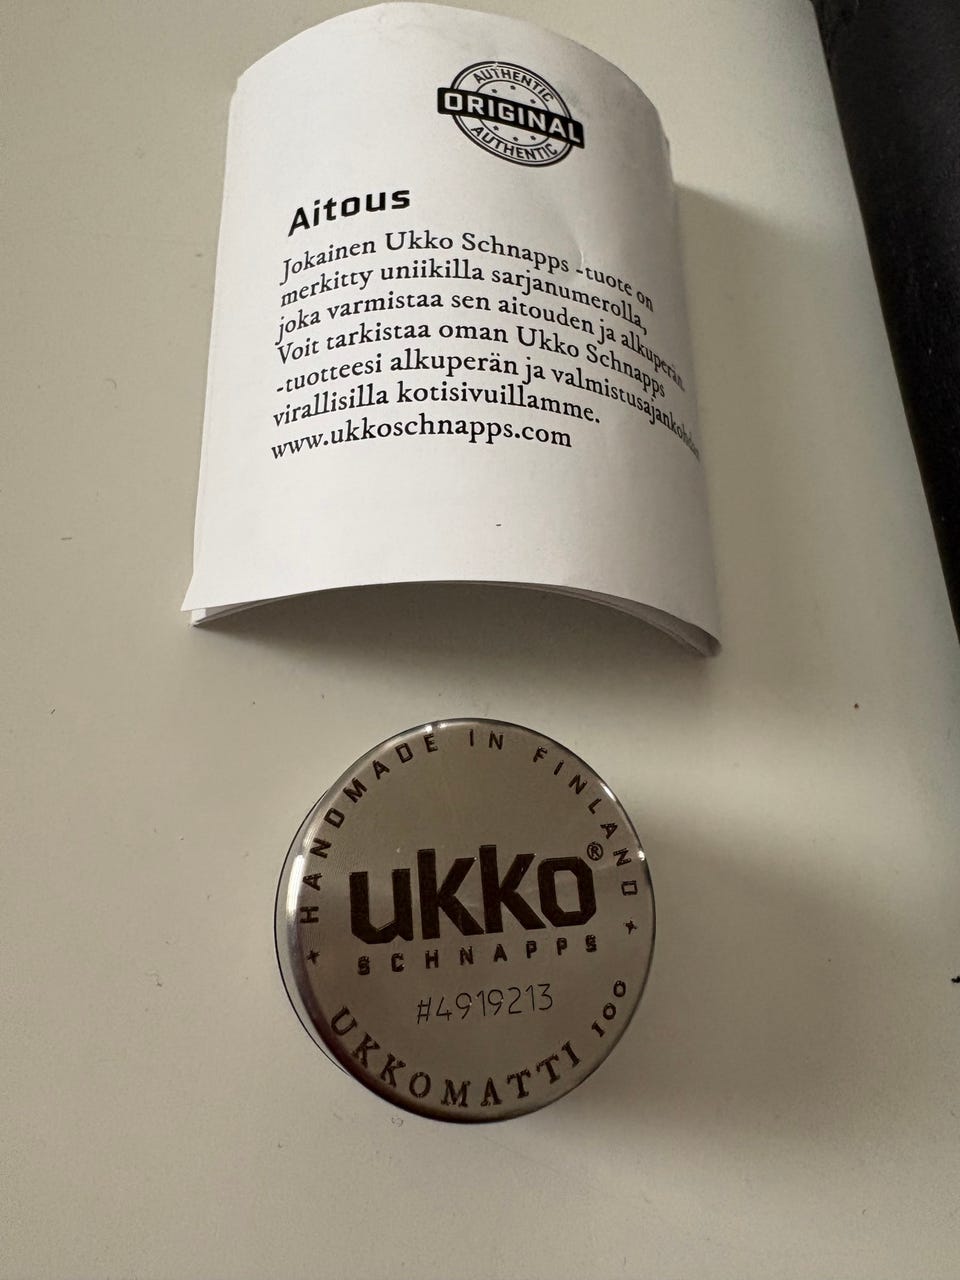 AUTHENTIC
ORIGINAL
AUTHENTIC
Aitous
Jokainen Ukko Schnapps -tuote on
merkitty uniikilla sarjanumerolla,
joka varmistaa sen aitouden ja alkuperän.
Voit tarkistaa oman Ukko Schnapps
-tuotteesi alkuperän ja valmistusajankohdan
virallisilla kotisivuillamme.
www.ukkoschnapps.com
* HANDMADE IN FINLAND *
ukko®
SCHNAPPS
#4919213
UKKOMATTI 100